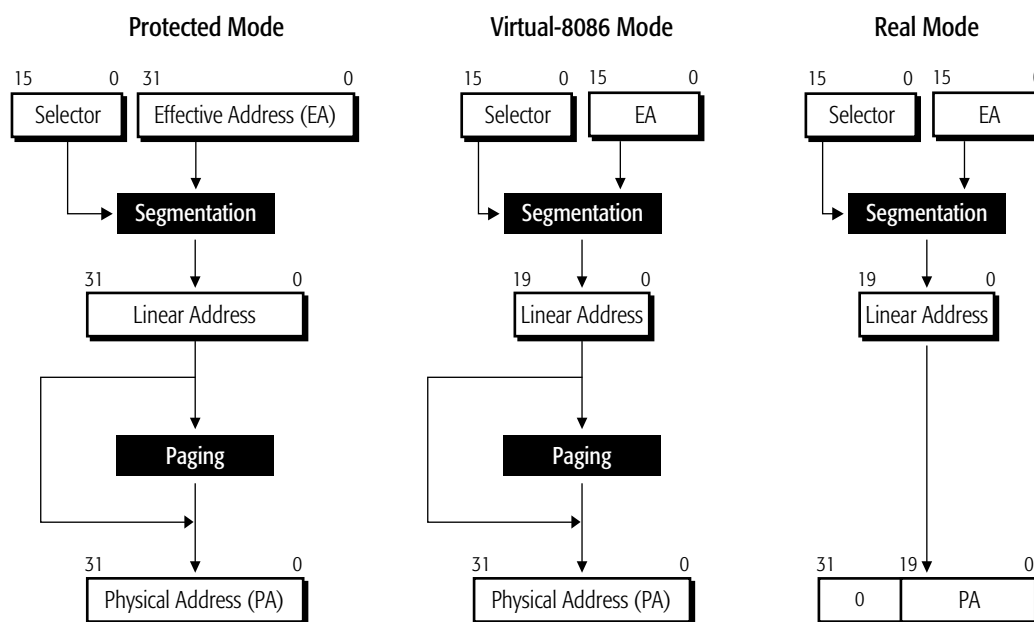 Protected Mode Virtual-8086 Mode Real Mode
15 0 31 0 15 0 15 0 15 0 15 0
Selector Effective Address (EA) Selector EA Selector EA
Segmentation Segmentation Segmentation
31 0 19 0 19 0
Linear Address Linear Address Linear Address
Paging Paging
31 0 31 0 31 19 0
Physical Address (PA) Physical Address (PA) 0 PA